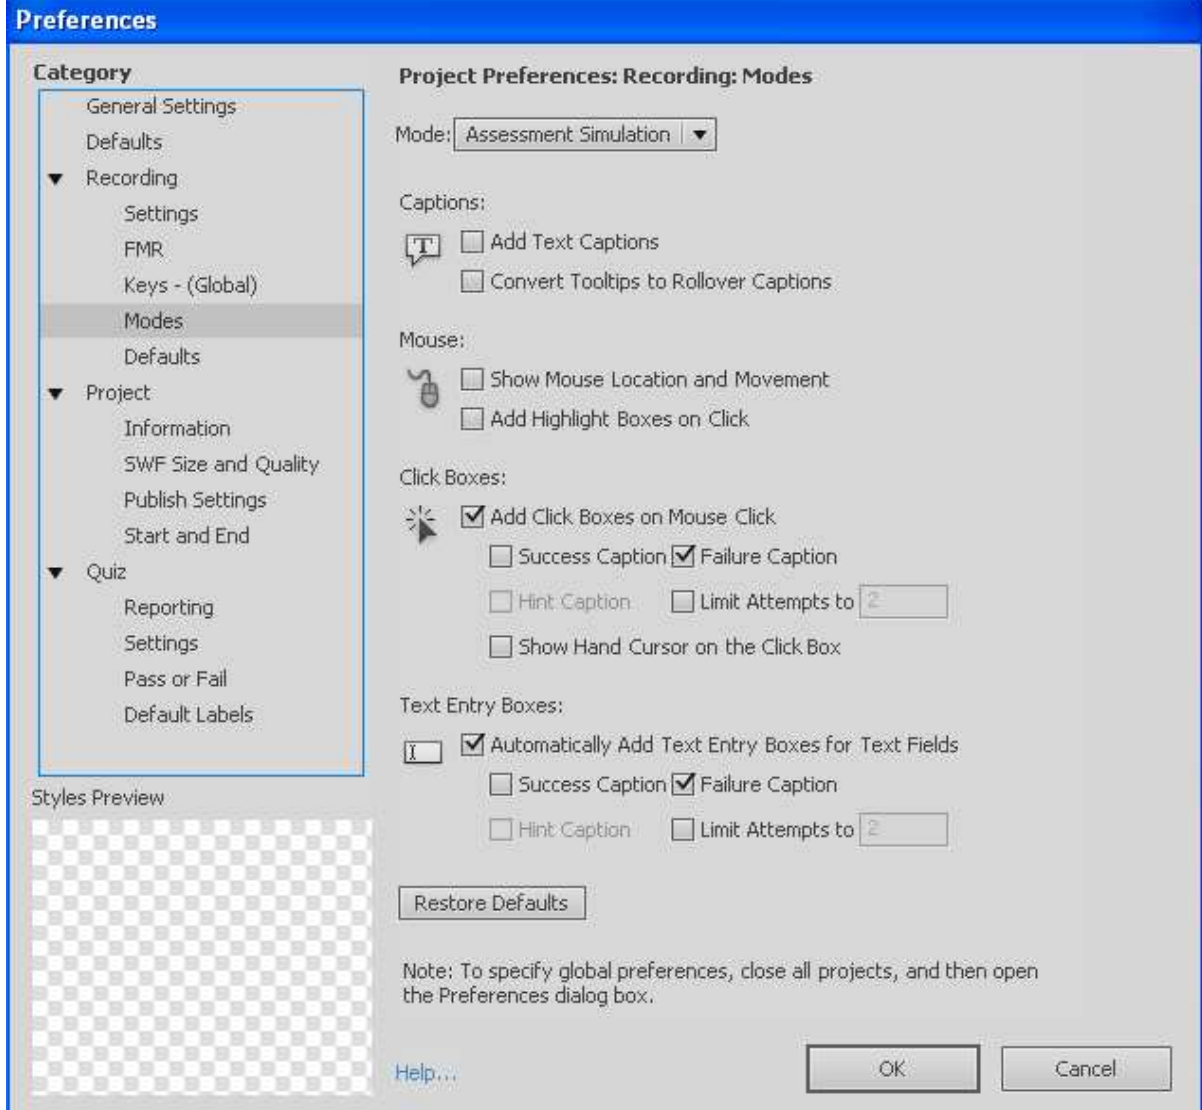 Preferences
Category
General Settings
Defaults
Recording
Settings
FMR
Keys - (Global)
Modes
Defaults
Project
Information
SWF Size and Quality
Publish Settings
Start and End
Quiz
Reporting
Settings
Pass or Fail
Default Labels
Styles Preview
Project Preferences: Recording: Modes
Mode: Assessment Simulation
Captions:
T
Add Text Captions
Convert Tooltips to Rollover Captions
Mouse:
Show Mouse Location and Movement
Add Highlight Boxes on Click
Click Boxes:
Add Click Boxes on Mouse Click
Success Caption Failure Caption
Hint Caption Limit Attempts to 2
Show Hand Cursor on the Click Box
Text Entry Boxes:
Automatically Add Text Entry Boxes for Text Fields
Success Caption Failure Caption
Hint Caption Limit Attempts to 2
Restore Defaults
Note: To specify global preferences, close all projects, and then open
the Preferences dialog box.
Help... OK Cancel